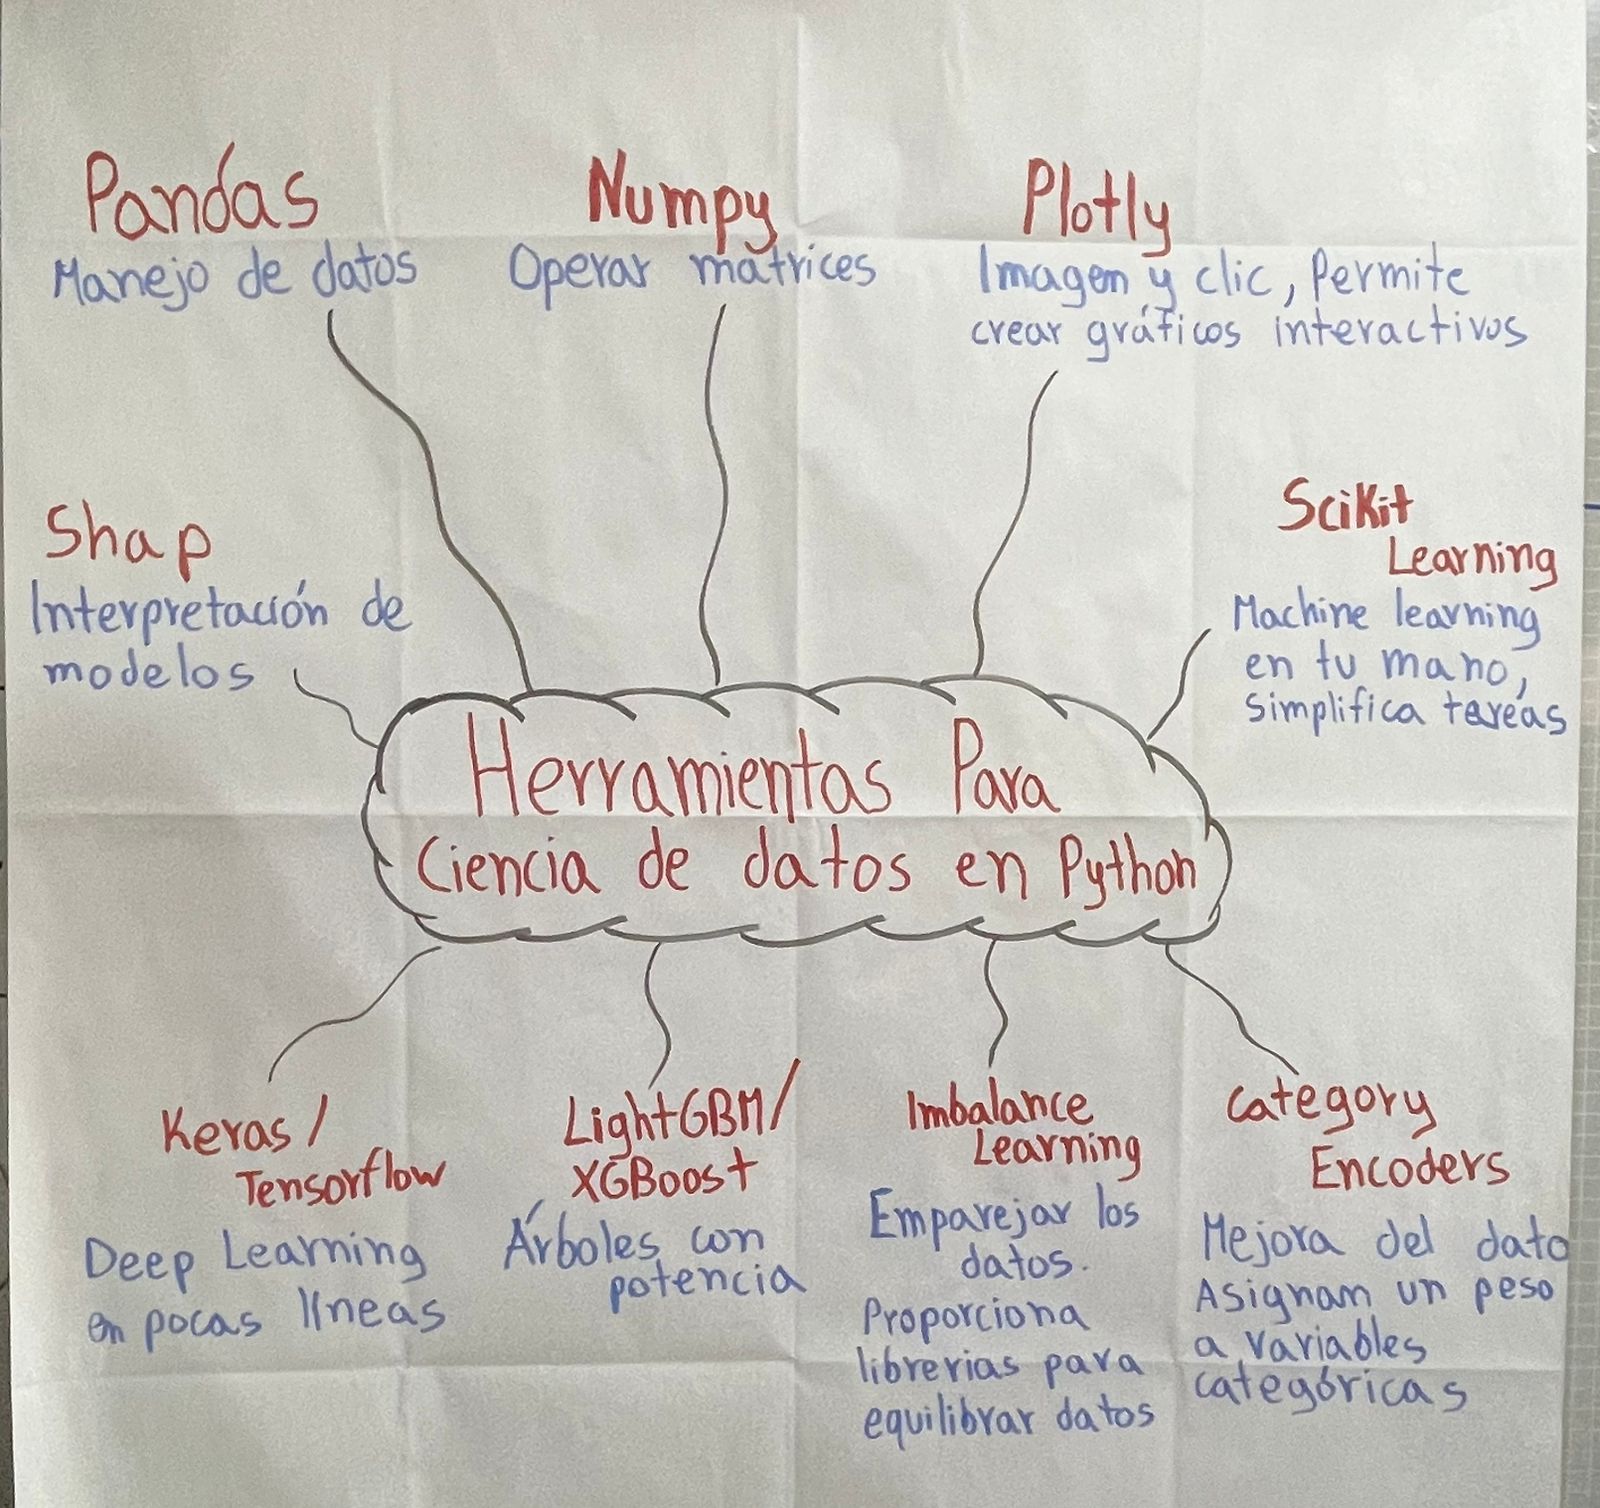 Pandas
Manejo de datos
Numpy
Operar matrices
Plotly
Imagen y clic, Permite
crear gráficos interactivos
Shap
Interpretación de
modelos
SciKit
Learning
Machine learning
en tu mano,
Simplifica tareas
Herramientas Para
Ciencia de datos en Python
Keras/
Tensorflow
Deep Learning
en pocas líneas
LightGBM/
XGBoost
Árboles con
potencia
Imbalance
Learning
Emparejar los
datos.
Proporciona
librerias para
equilibrar datos
Category
Encoders
Mejora del dato
Asignam un peso
a variables
categóricas